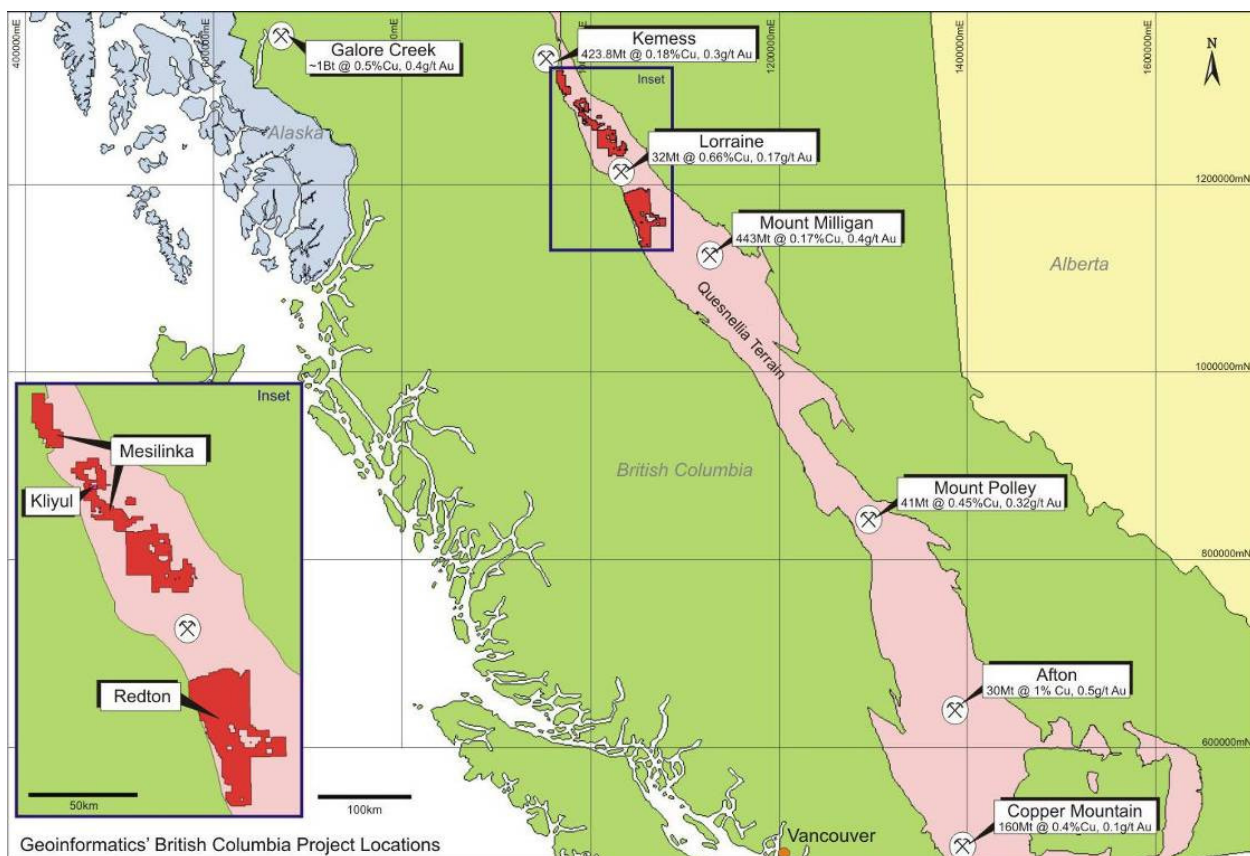 400000mE
1200000mE
1400000mE
1600000mE
Galore Creek
~1Bt @ 0.5%Cu, 0.4g/t Au
Kemess
423.8Mt @ 0.18%Cu, 0.3g/t Au
N
Inset
Alaska
Lorraine
32Mt @ 0.66%Cu, 0.17g/t Au
1200000mN
Mount Milligan
443Mt @ 0.17%Cu, 0.4g/t Au
Alberta
Quesnellia Terrain
1000000mN
Inset
Mesilinka
Kliyul
British Columbia
Mount Polley
41Mt @ 0.45%Cu, 0.32g/t Au
800000mN
Redton
Afton
30Mt @ 1% Cu, 0.5g/t Au
600000mN
50km
100km
Copper Mountain
160Mt @ 0.4%Cu, 0.1g/t Au
Vancouver
Geoinformatics' British Columbia Project Locations